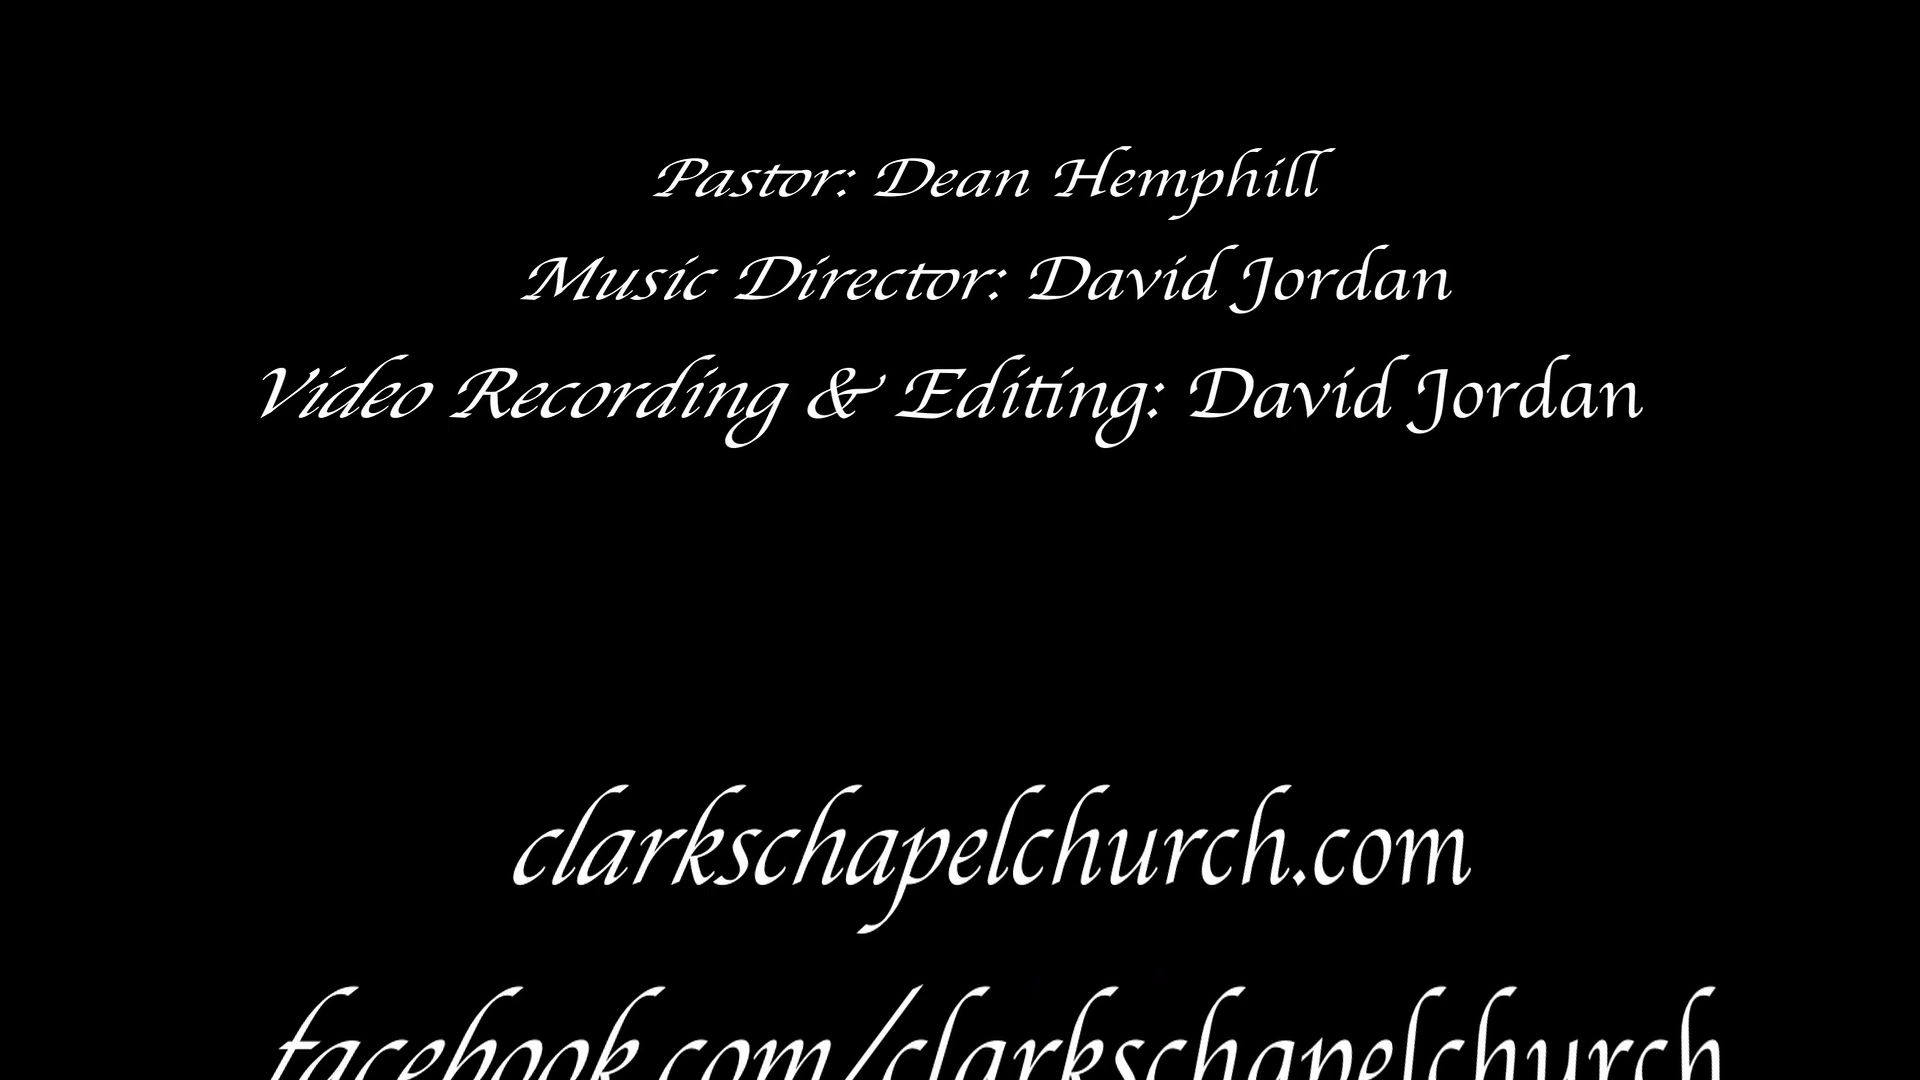 Pastor: Dean Hemphill
Music Director: David Jordan
Video Recording & Editing: David Jordan
clarkschapelchurch.com
facebook.com/clarkschapelchurch